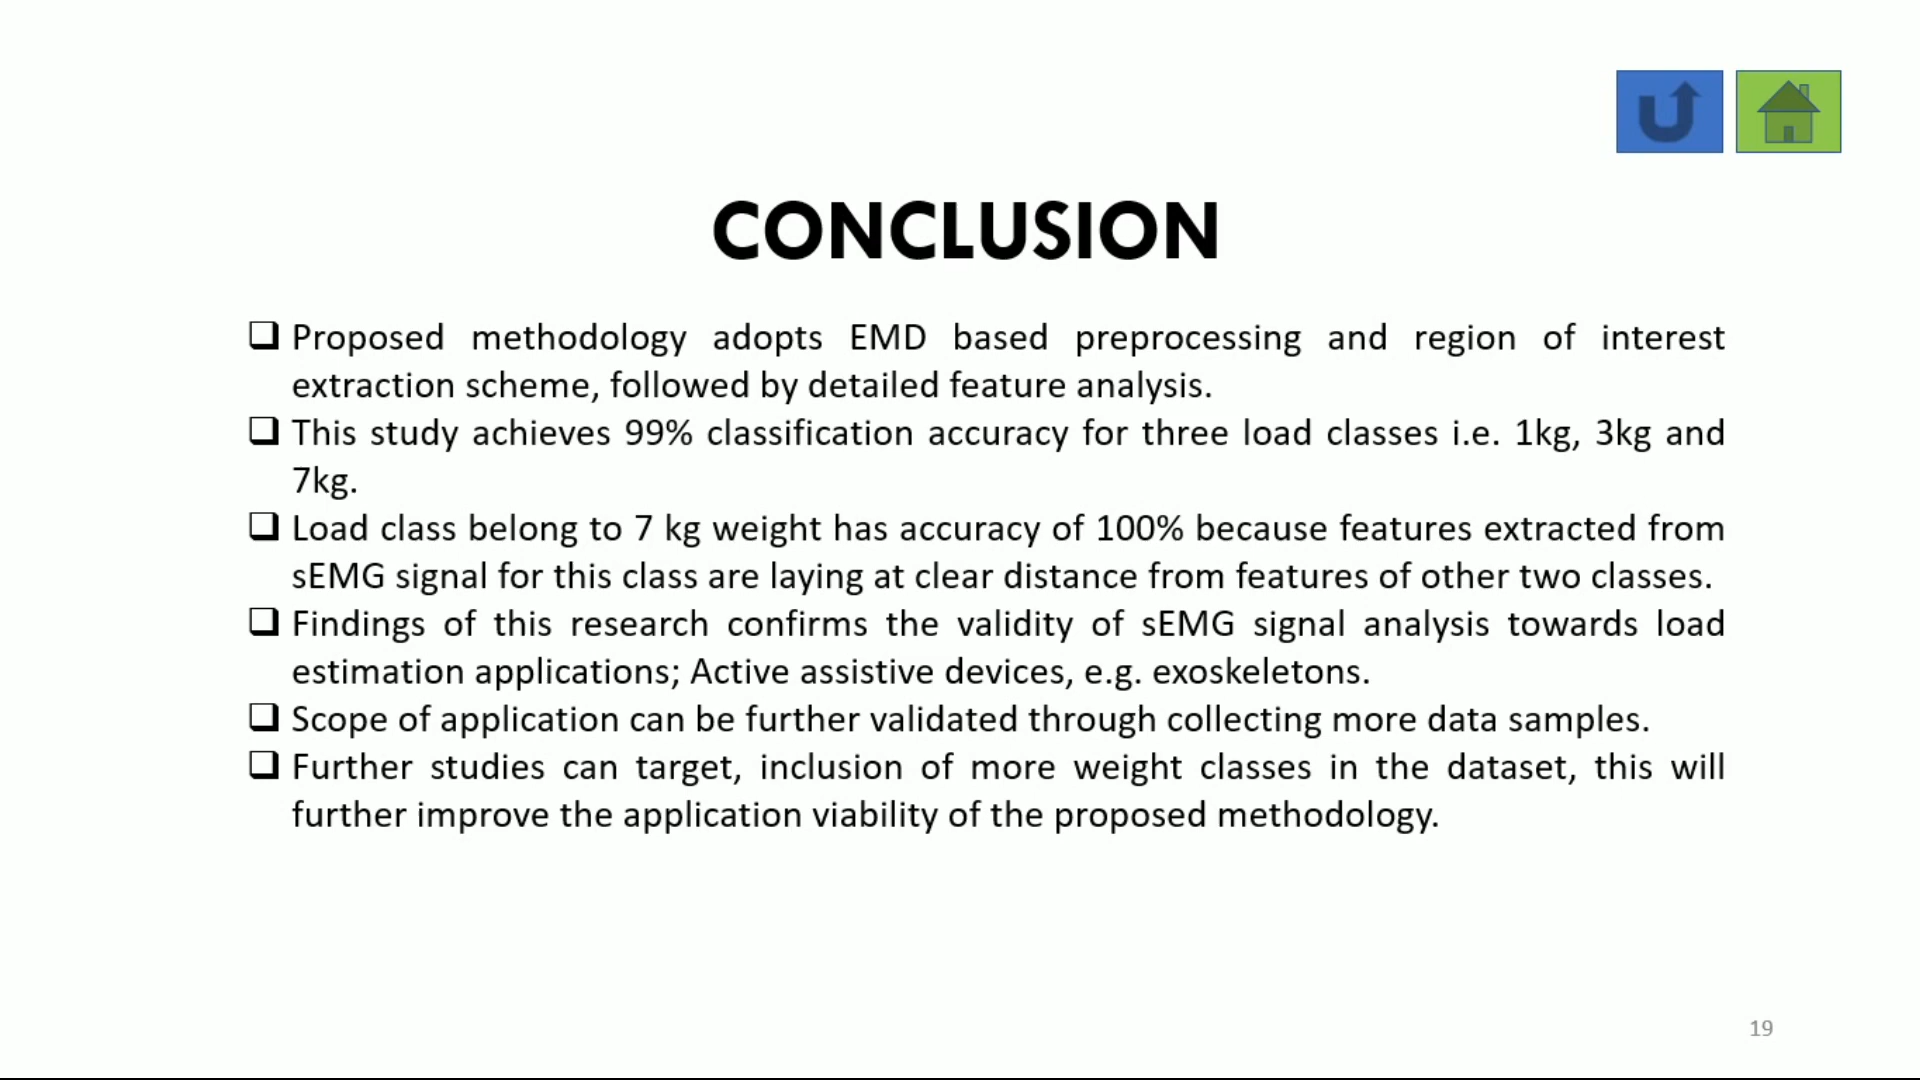 CONCLUSION
Proposed methodology adopts EMD based preprocessing and region of interest
extraction scheme, followed by detailed feature analysis.
This study achieves 99% classification accuracy for three load classes i.e. 1kg, 3kg and
7kg.
Load class belong to 7 kg weight has accuracy of 100% because features extracted from
sEMG signal for this class are laying at clear distance from features of other two classes.
Findings of this research confirms the validity of sEMG signal analysis towards load
estimation applications; Active assistive devices, e.g. exoskeletons.
Scope of application can be further validated through collecting more data samples.
Further studies can target, inclusion of more weight classes in the dataset, this will
further improve the application viability of the proposed methodology.
19